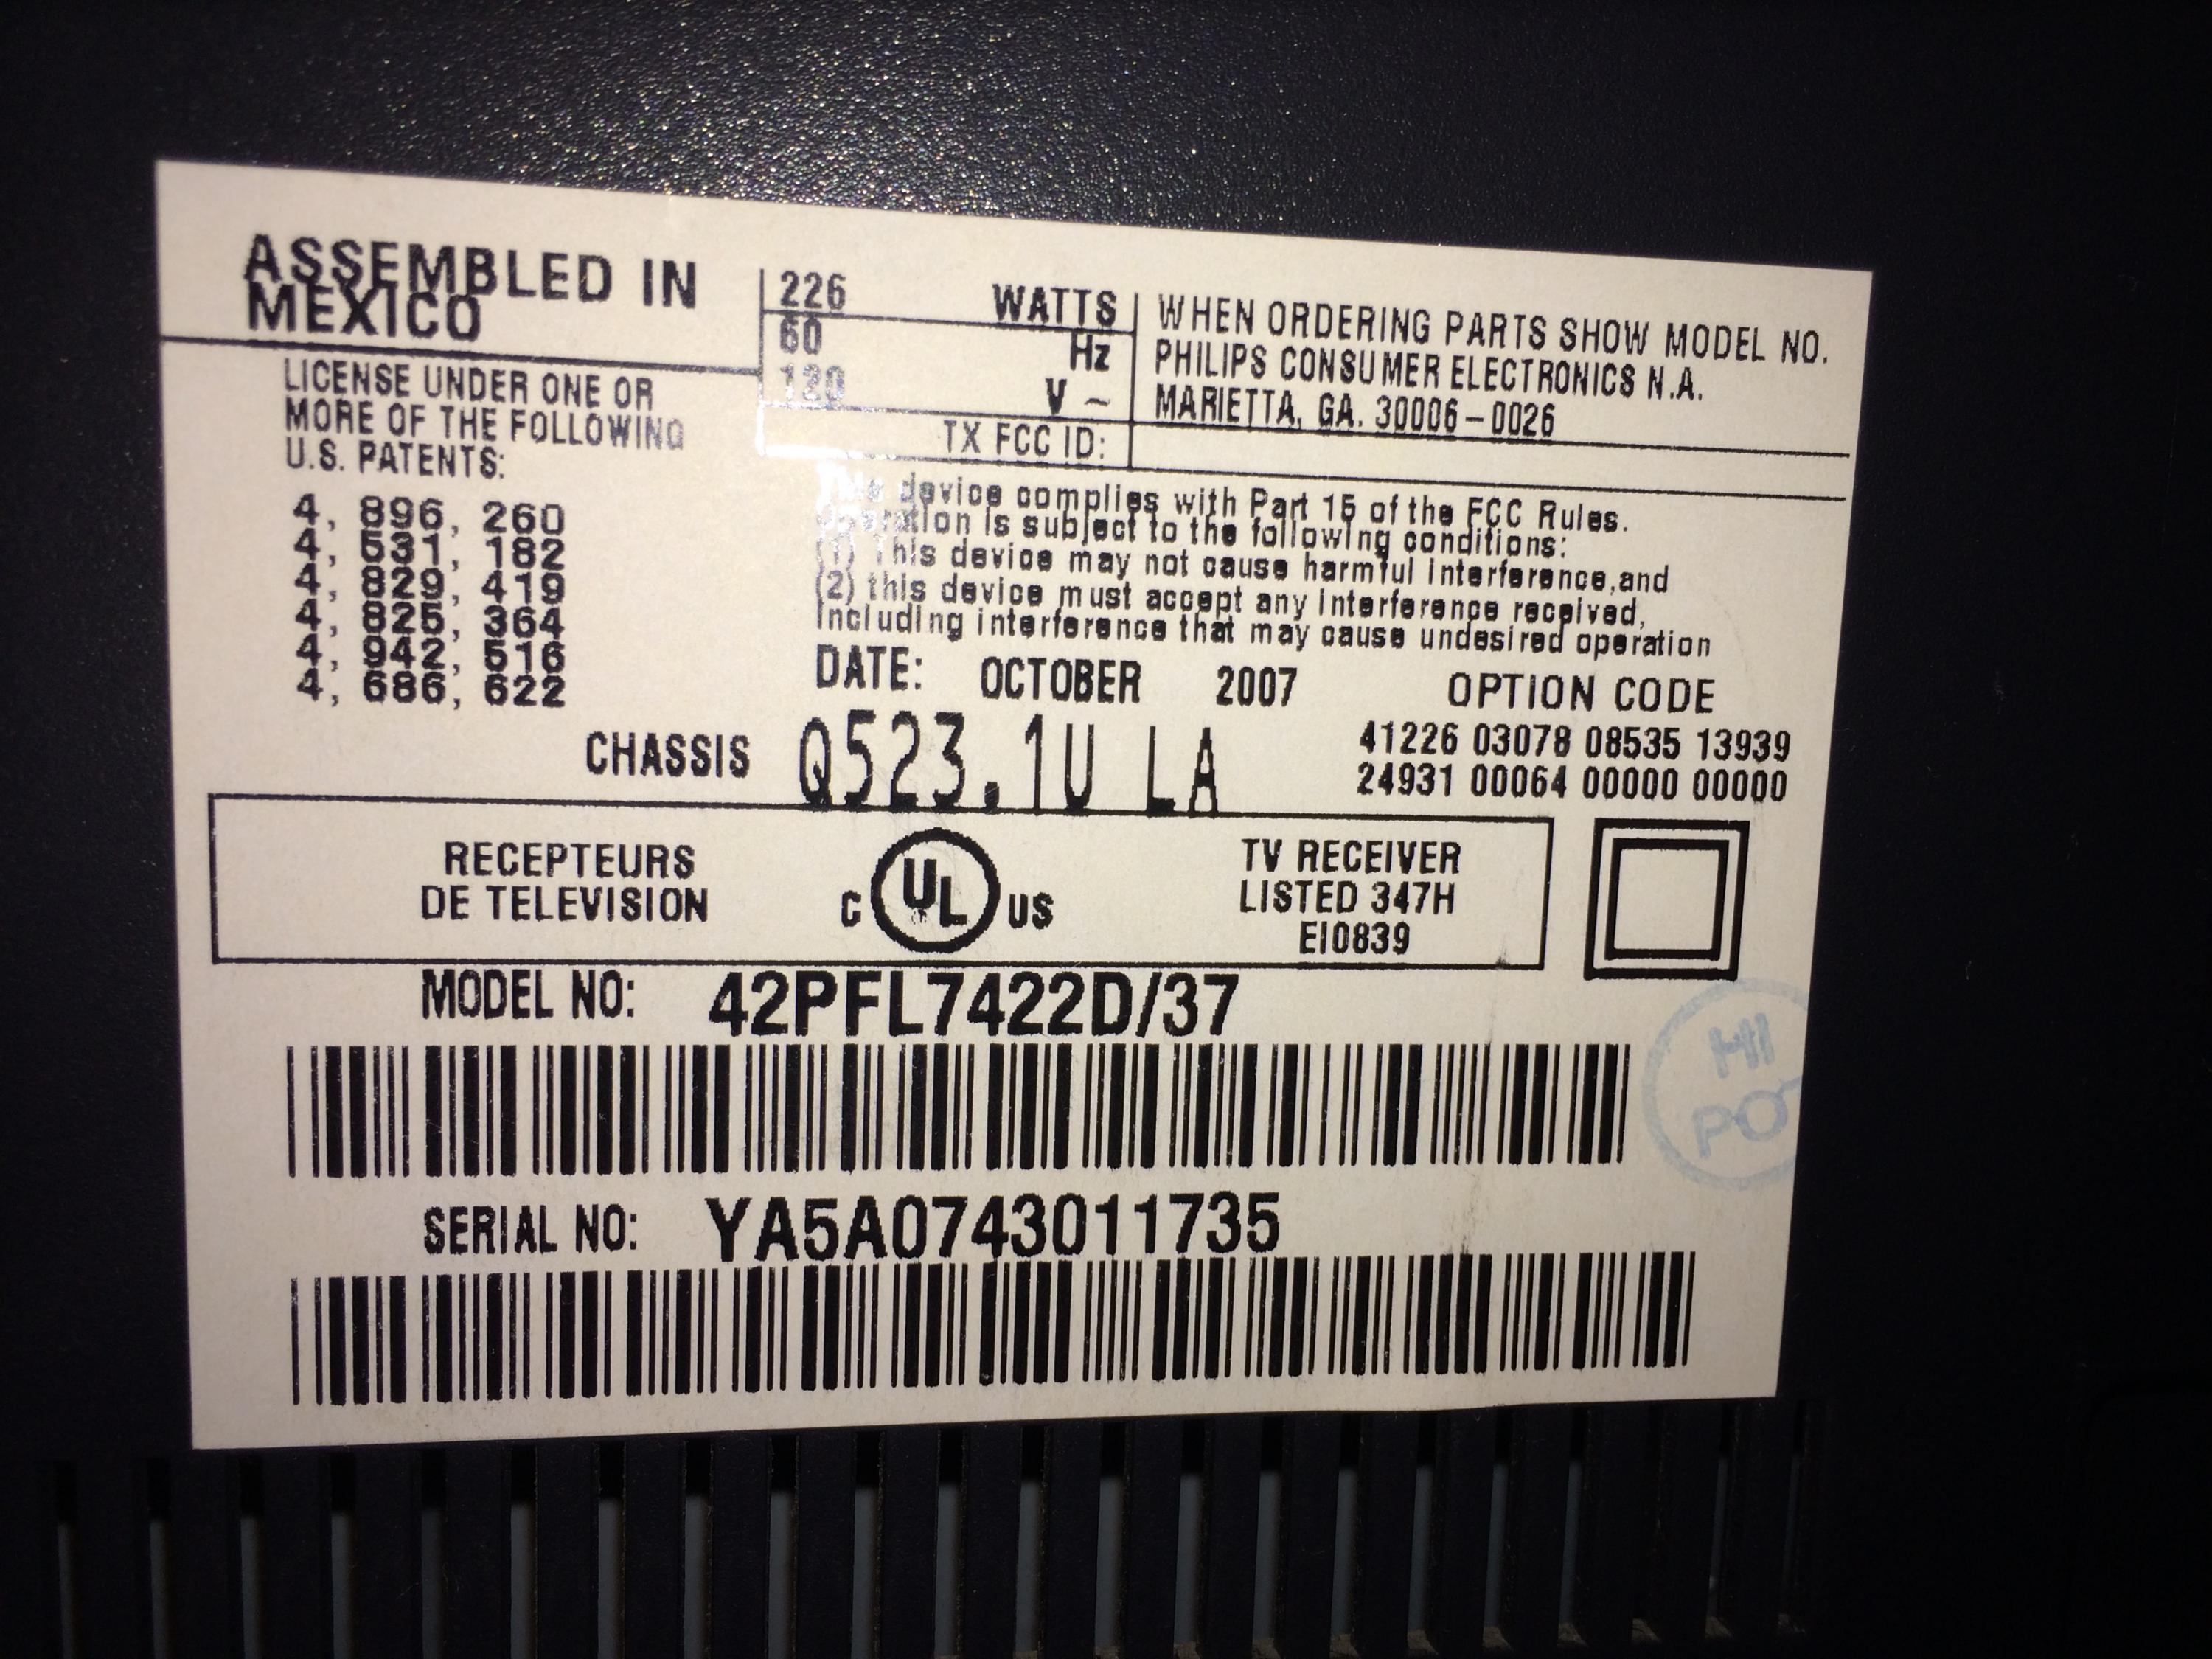 ASSEMBLED IN
MEXICO
226 WATTS
60 Hz
120 V ~
TX FCC ID:
WHEN ORDERING PARTS SHOW MODEL NO.
PHILIPS CONSUMER ELECTRONICS N.A.
MARIETTA, GA. 30006-0026
LICENSE UNDER ONE OR
MORE OF THE FOLLOWING
U.S. PATENTS:
4, 896, 260
4, 531, 182
4, 829, 419
4, 825, 364
4, 942, 516
4, 686, 622
This device complies with Part 15 of the FCC Rules.
Operation is subject to the following conditions:
(1) This device may not cause harmful interference,and
(2) this device must accept any interference received,
including interference that may cause undesired operation
DATE: OCTOBER 2007
OPTION CODE
41226 03078 08535 13939
24931 00064 00000 00000
CHASSIS Q523.1U LA
RECEPTEURS
DE TELEVISION
C UL US
TV RECEIVER
LISTED 347H
EI0839
MODEL NO: 42PFL7422D/37
HI
PO
SERIAL NO: YA5A0743011735